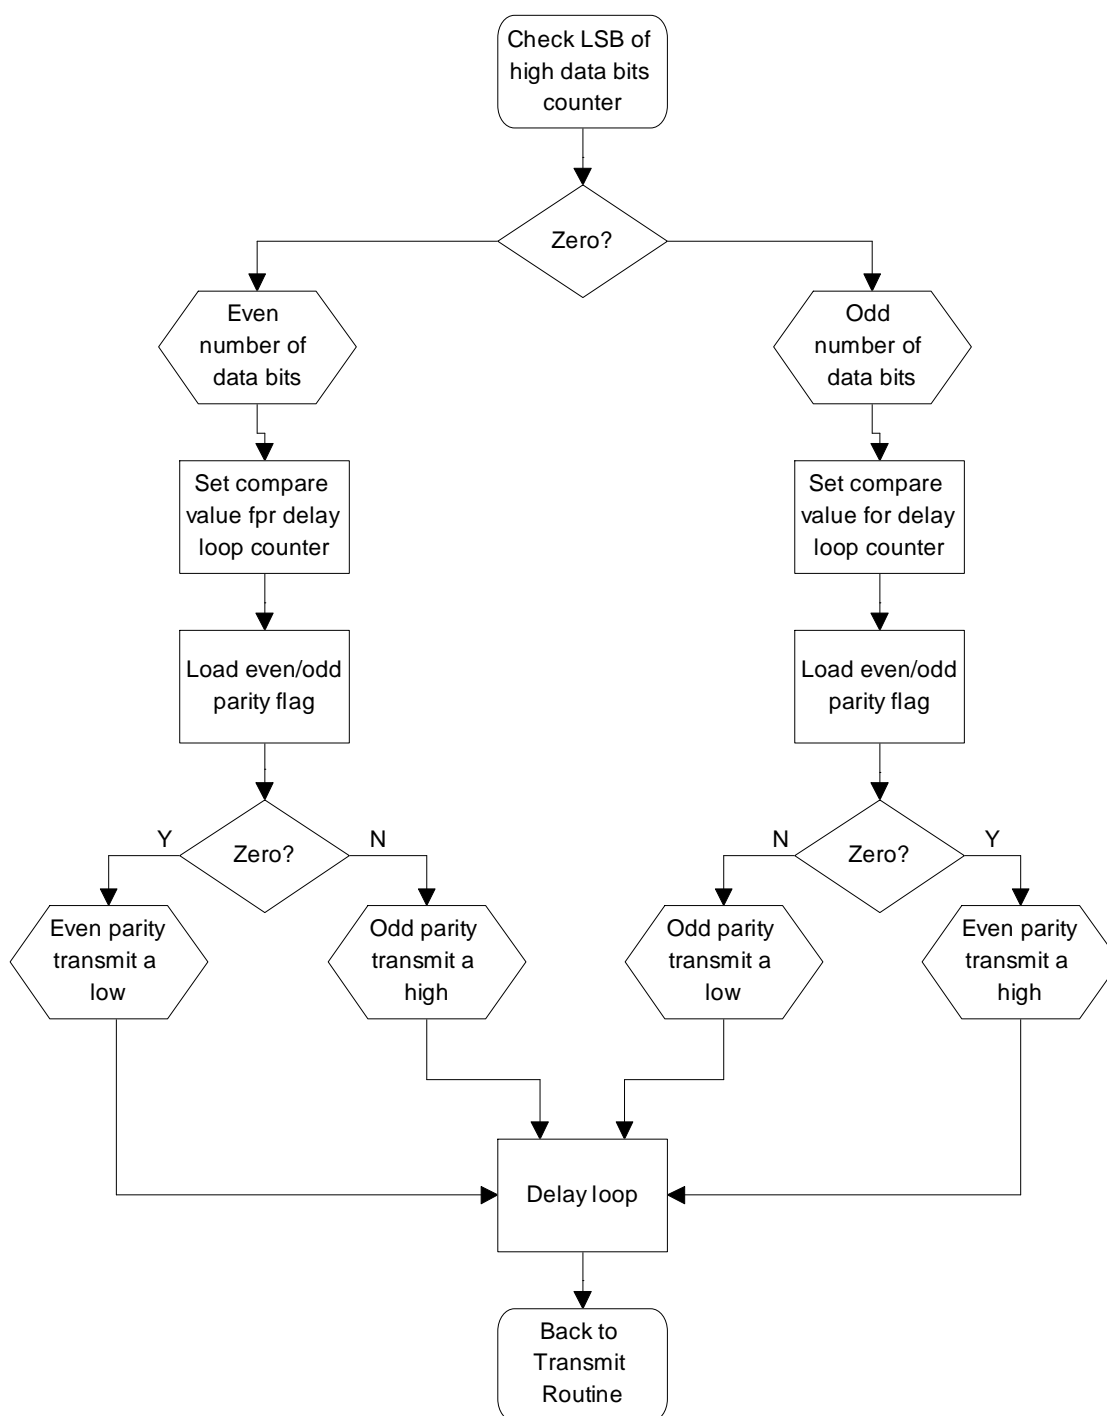 Check LSB of
high data bits
counter
Zero?
Even
number of
data bits
Odd
number of
data bits
Set compare
value fpr delay
loop counter
Set compare
value for delay
loop counter
Load even/odd
parity flag
Load even/odd
parity flag
Y
Zero?
N
N
Zero?
Y
Even parity
transmit a
low
Odd parity
transmit a
high
Odd parity
transmit a
low
Even parity
transmit a
high
Delay loop
Back to
Transmit
Routine